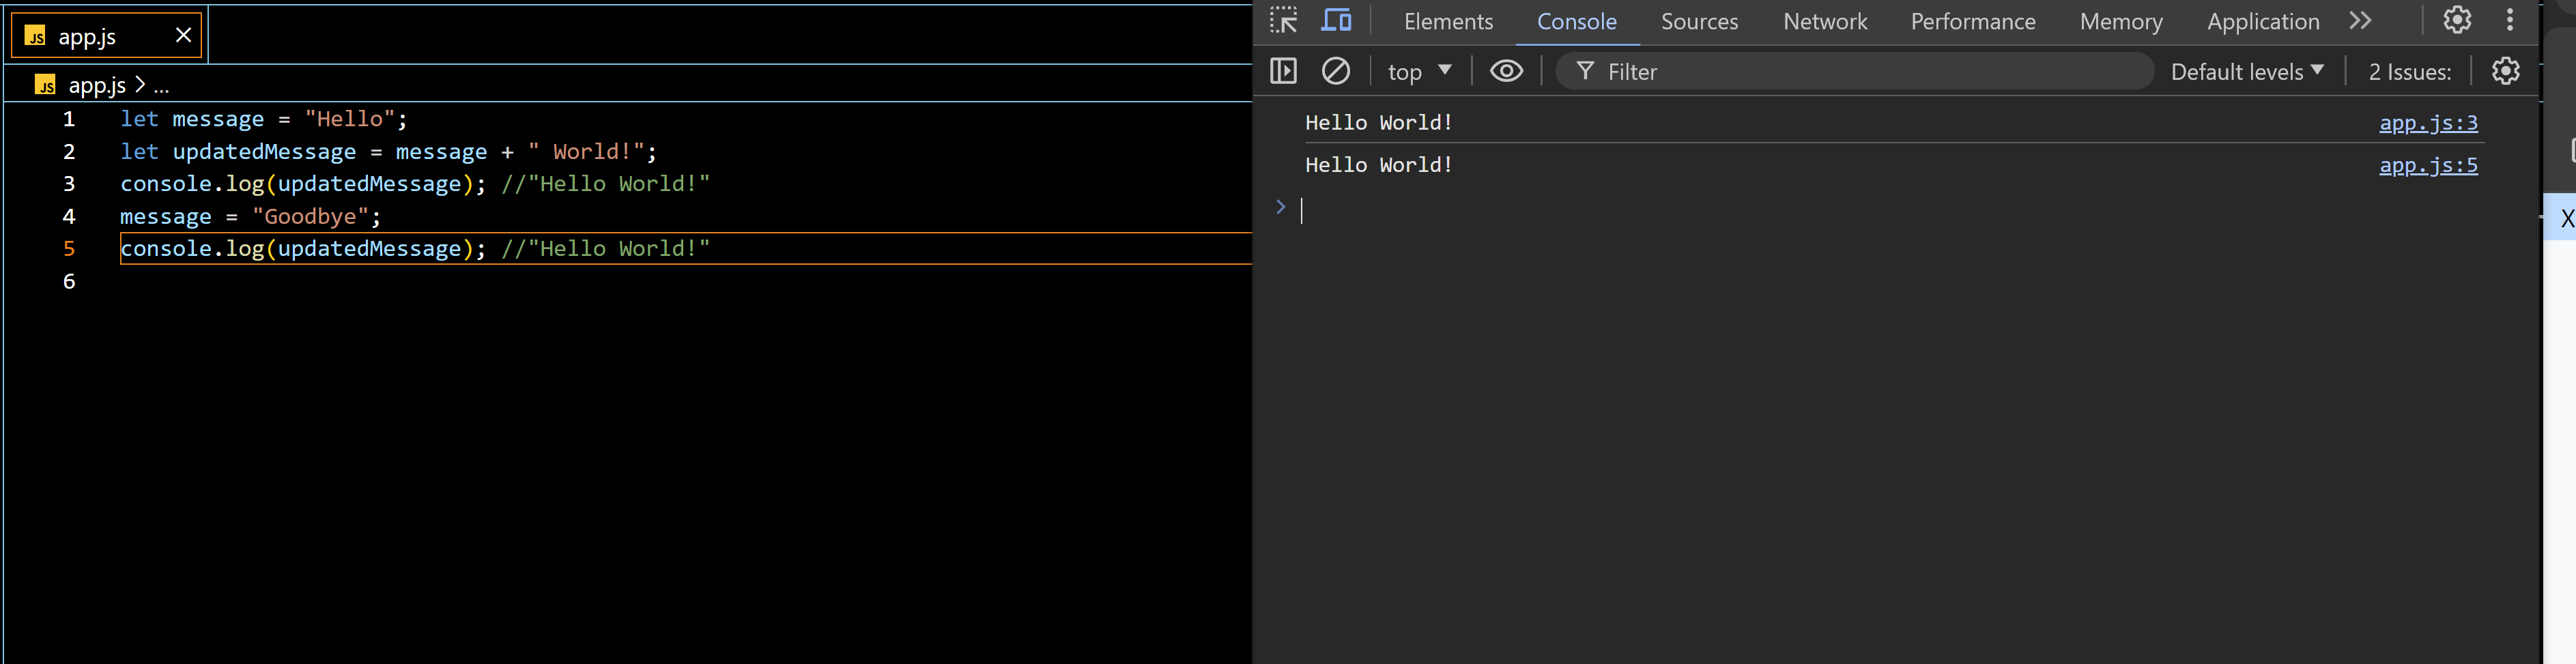 JS app.js ×
JS app.js > ...
1 let message = "Hello";
2 let updatedMessage = message + " World!";
3 console.log(updatedMessage); //"Hello World!"
4 message = "Goodbye";
5 console.log(updatedMessage); //"Hello World!"
6
Elements Console Sources Network Performance Memory Application
top Filter Default levels 2 Issues:
Hello World! app.js:3
Hello World! app.js:5
>
X